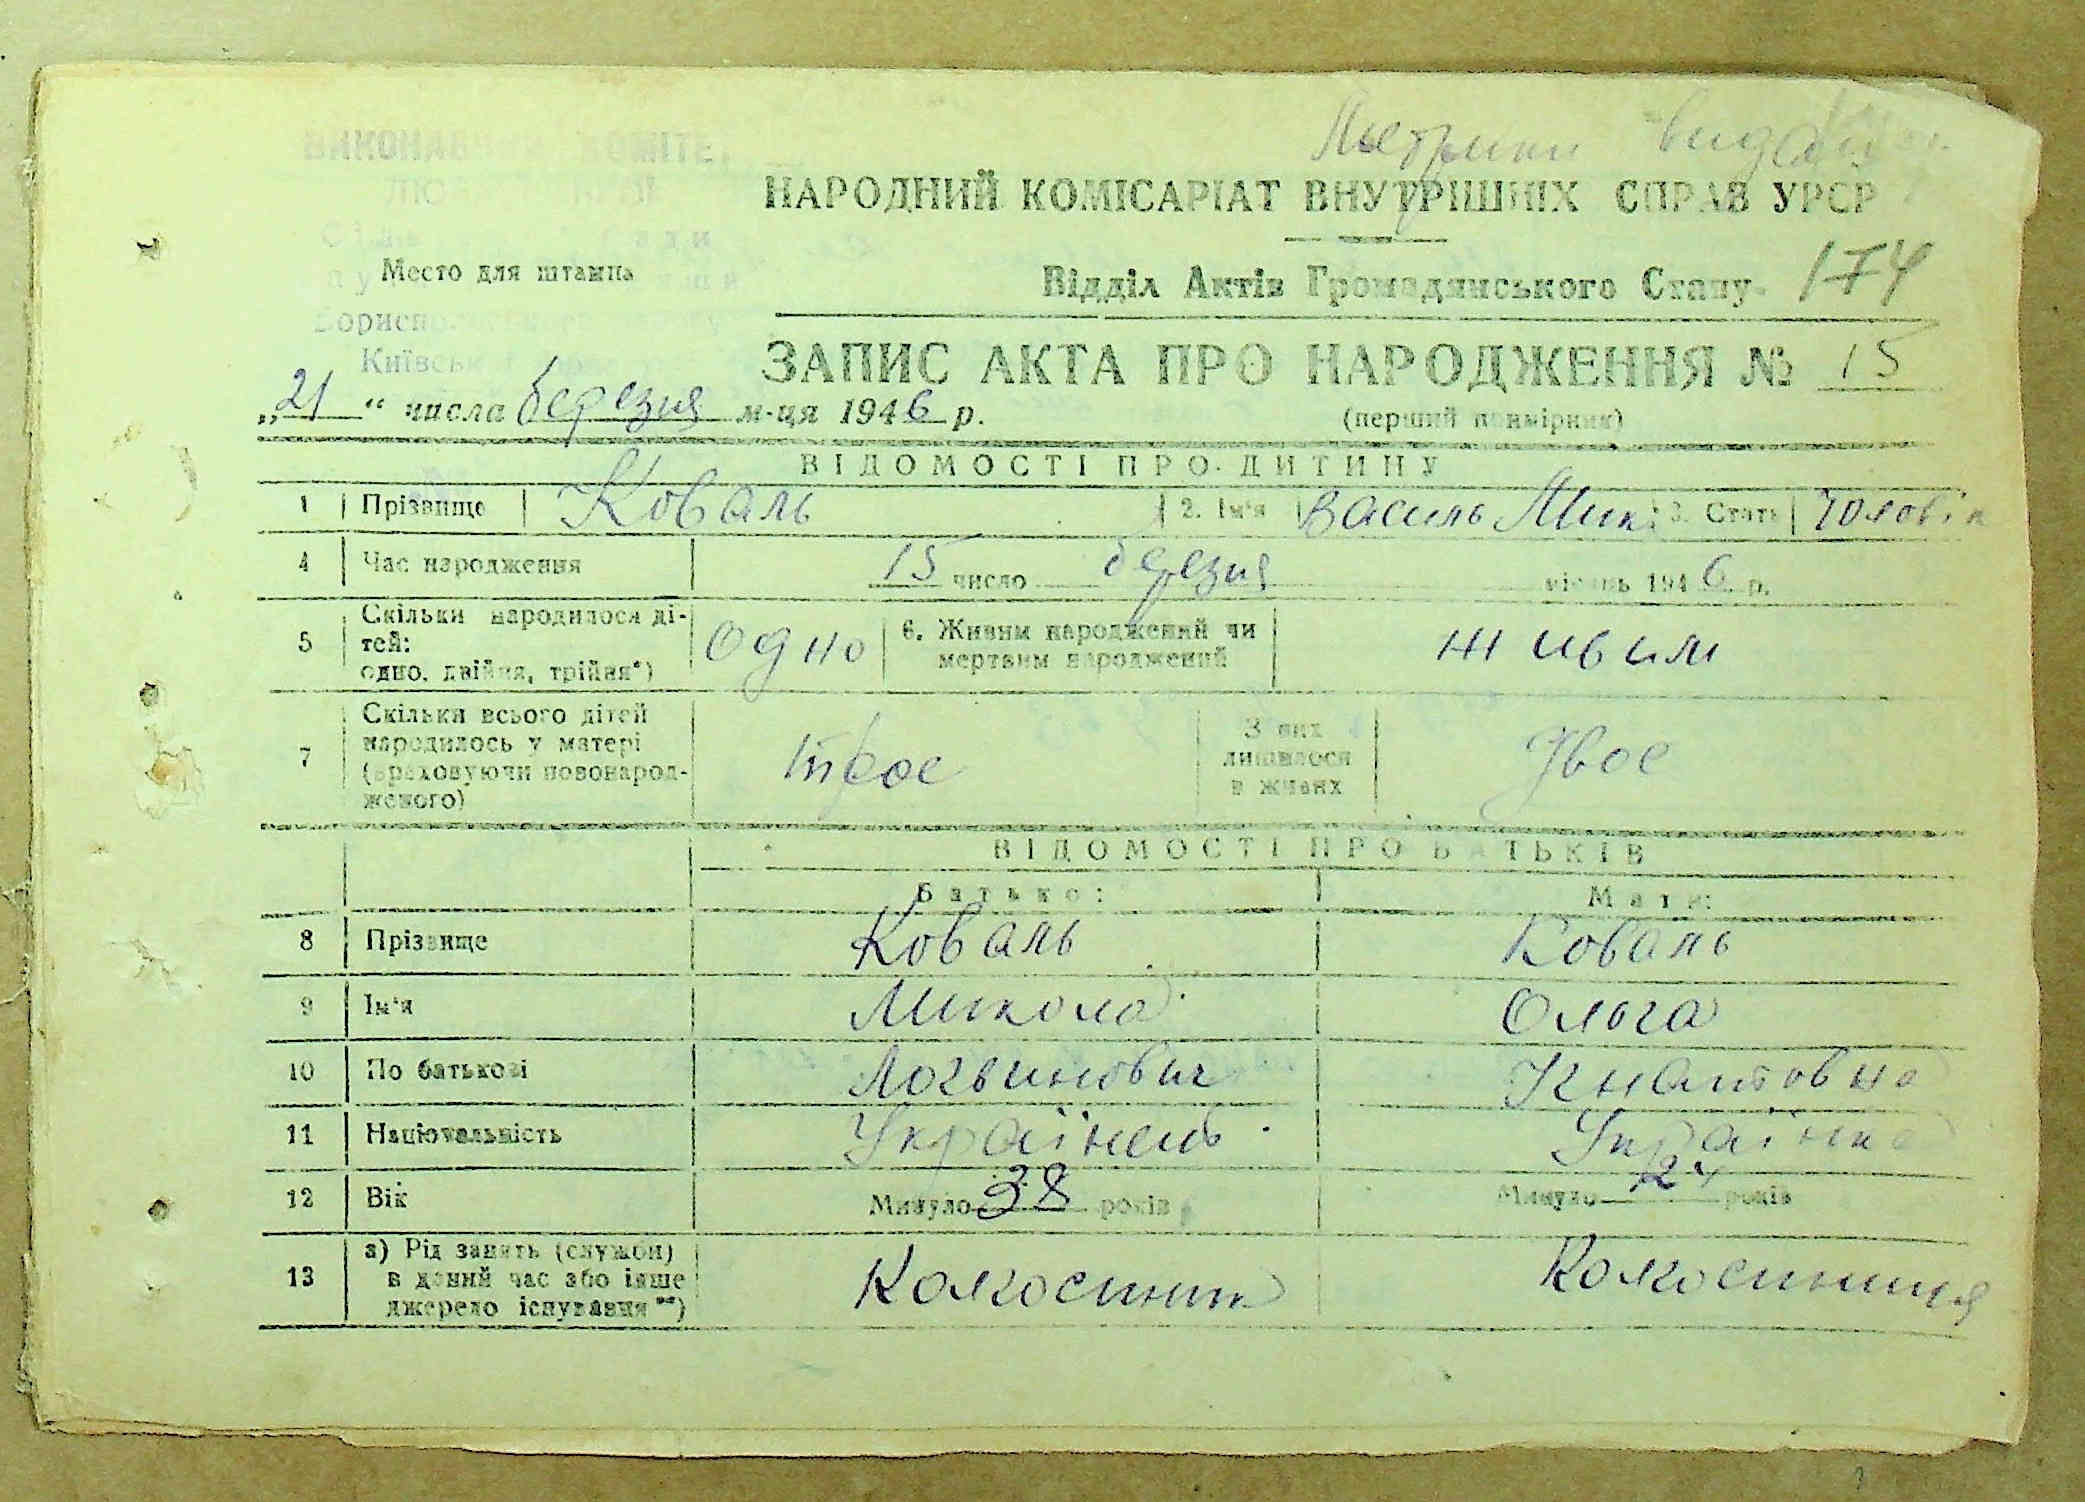 Метрики видані
НАРОДНИЙ КОМІСАРІАТ ВНУТРІШНІХ СПРАВ УРСР
Место для штампа
Відділ Актів Громадянського Стану
174
ЗАПИС АКТА ПРО НАРОДЖЕННЯ № 15
„21“ числа березня м-ця 1946 р.
(перший примірник)
ВІДОМОСТІ ПРО ДИТИНУ
1 Прізвище Коваль 2. Ім'я Василь Мик 3. Стать Чоловік
4 Час народження 15 число березня місяць 1946 р.
5 Скільки народилося дітей: одно, двійня, трійня*) Одно 6. Живим народжений чи мертвим народжений живим
7 Скільки всього дітей народилось у матері (враховуючи новонародженого) троє З них лишилося в живих Двоє
ВІДОМОСТІ ПРО БАТЬКІВ
Батько: Мати:
8 Прізвище Коваль Коваль
9 Ім'я Микола Ольга
10 По батькові Логвинович Кнатовна
11 Національність Українець Українка
12 Вік Минуло 38 років Минуло 24 років
13 а) Рід занять (служби) в даний час або інше джерело існування**) Колгоспник Колгоспниця